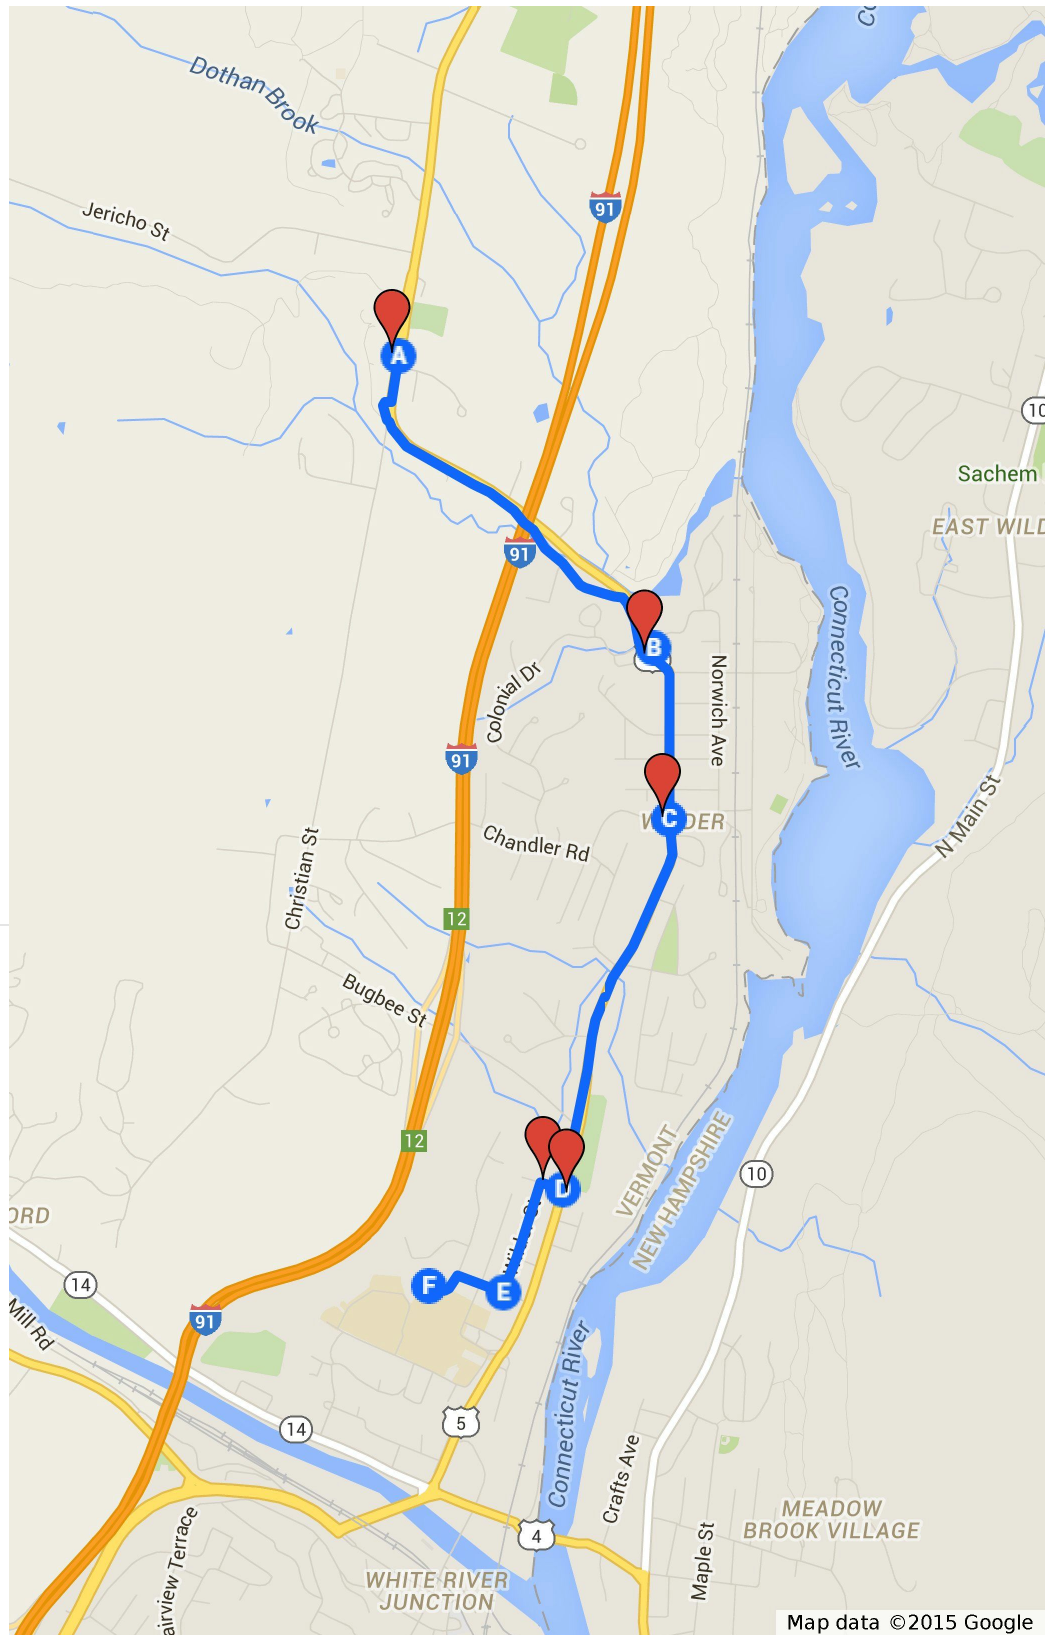 Dothan Brook
Jericho St
91
A
10
Sachem
EAST WILD
91
B
Connecticut River
Norwich Ave
Colonial Dr
91
N Main St
C
Chandler Rd
Christian St
12
Bugbee St
12
VERMONT
NEW HAMPSHIRE
10
D
ORD
14
F
E
Mill Rd
91
5
14
Connecticut River
Crafts Ave
MEADOW
BROOK VILLAGE
4
Maple St
airview Terrace
WHITE RIVER
JUNCTION
Map data ©2015 Google